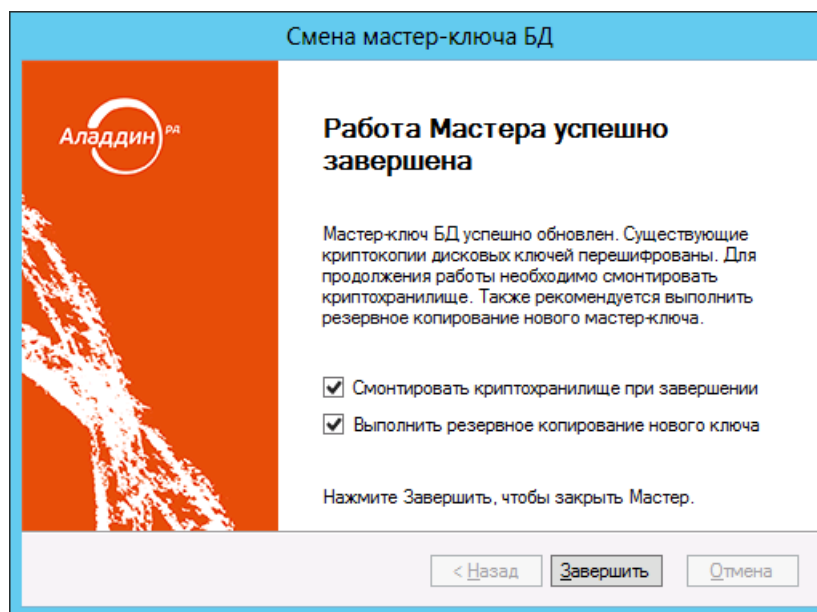 Смена мастер-ключа БД
Аладдин РД
Работа Мастера успешно
завершена
Мастер-ключ БД успешно обновлен. Существующие
криптокопии дисковых ключей перешифрованы. Для
продолжения работы необходимо смонтировать
криптохранилище. Также рекомендуется выполнить
резервное копирование нового мастер-ключа.
Смонтировать криптохранилище при завершении
Выполнить резервное копирование нового ключа
Нажмите Завершить, чтобы закрыть Мастер.
< Назад Завершить Отмена